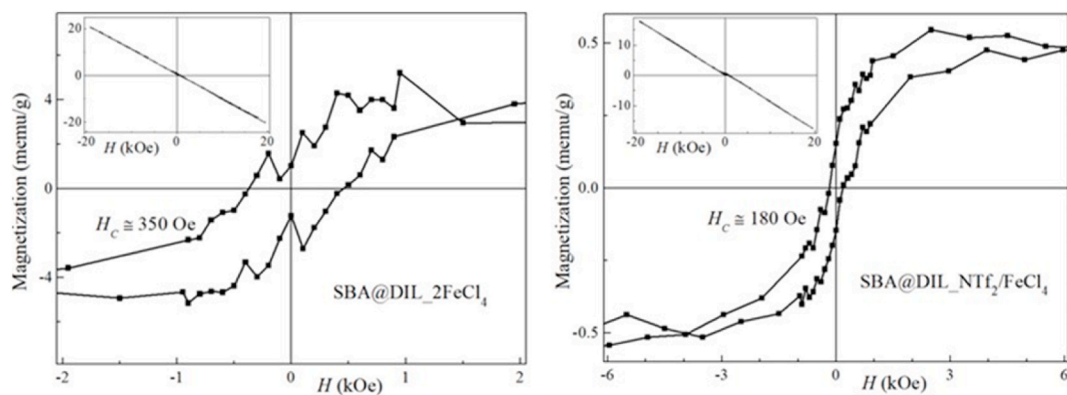 20
0
-20
-20
0
20
H (kOe)
4
0
-4
Magnetization (memu/g)
H_C ≅ 350 Oe
SBA@DIL_2FeCl₄
-2
-1
0
1
2
H (kOe)
10
0
-10
-20
0
20
H (kOe)
0.5
0.0
-0.5
Magnetization (memu/g)
H_C ≅ 180 Oe
SBA@DIL_NTf₂/FeCl₄
-6
-3
0
3
6
H (kOe)